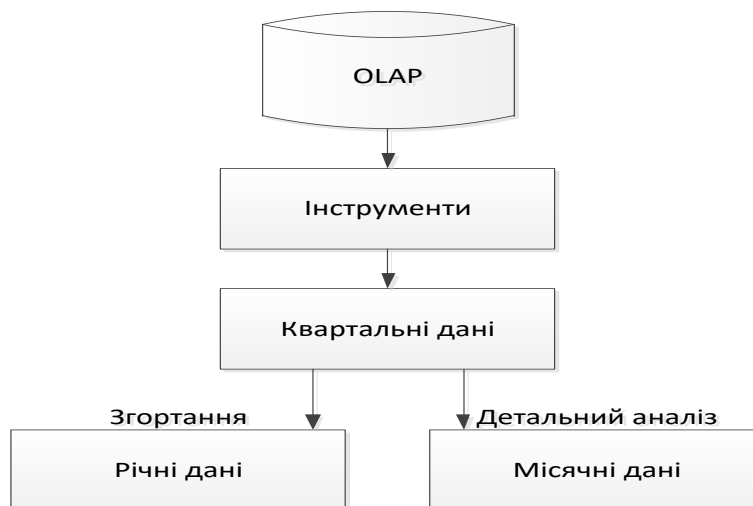 OLAP
Інструменти
Квартальні дані
Згортання
Детальний аналіз
Річні дані
Місячні дані